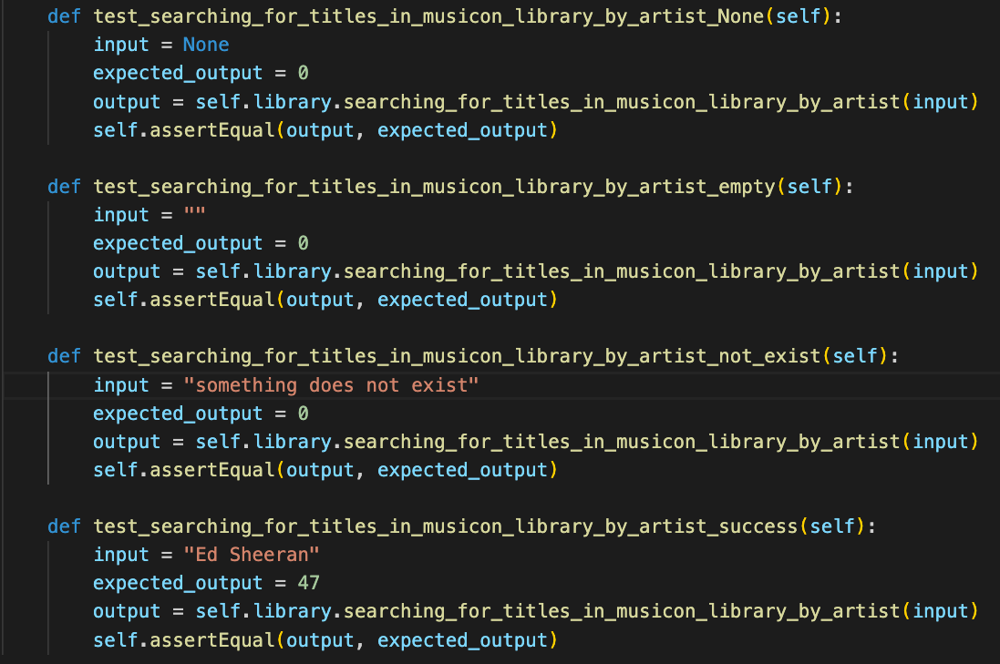 def test_searching_for_titles_in_musicon_library_by_artist_None(self):
    input = None
    expected_output = 0
    output = self.library.searching_for_titles_in_musicon_library_by_artist(input)
    self.assertEqual(output, expected_output)

def test_searching_for_titles_in_musicon_library_by_artist_empty(self):
    input = ""
    expected_output = 0
    output = self.library.searching_for_titles_in_musicon_library_by_artist(input)
    self.assertEqual(output, expected_output)

def test_searching_for_titles_in_musicon_library_by_artist_not_exist(self):
    input = "something does not exist"
    expected_output = 0
    output = self.library.searching_for_titles_in_musicon_library_by_artist(input)
    self.assertEqual(output, expected_output)

def test_searching_for_titles_in_musicon_library_by_artist_success(self):
    input = "Ed Sheeran"
    expected_output = 47
    output = self.library.searching_for_titles_in_musicon_library_by_artist(input)
    self.assertEqual(output, expected_output)